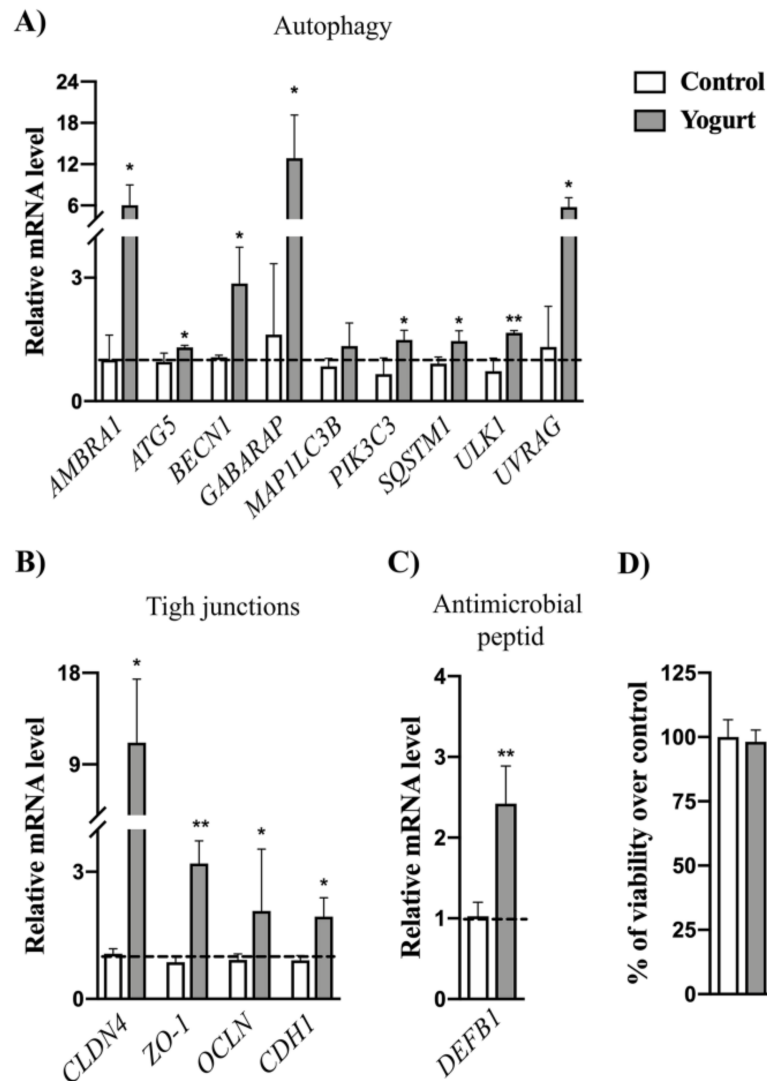 A)
Autophagy
Control
Yogurt
Relative mRNA level
24
18
12
6
3
0
* * * * * * ** *
AMBRA1
ATG5
BECN1
GABARAP
MAP1LC3B
PIK3C3
SQSTM1
ULK1
UVRAG
B)
Tigh junctions
Relative mRNA level
18
9
3
0
* ** * *
CLDN4
ZO-1
OCLN
CDH1
C)
Antimicrobial
peptid
Relative mRNA level
4
3
2
1
0
**
DEFB1
D)
% of viability over control
125
100
75
50
25
0